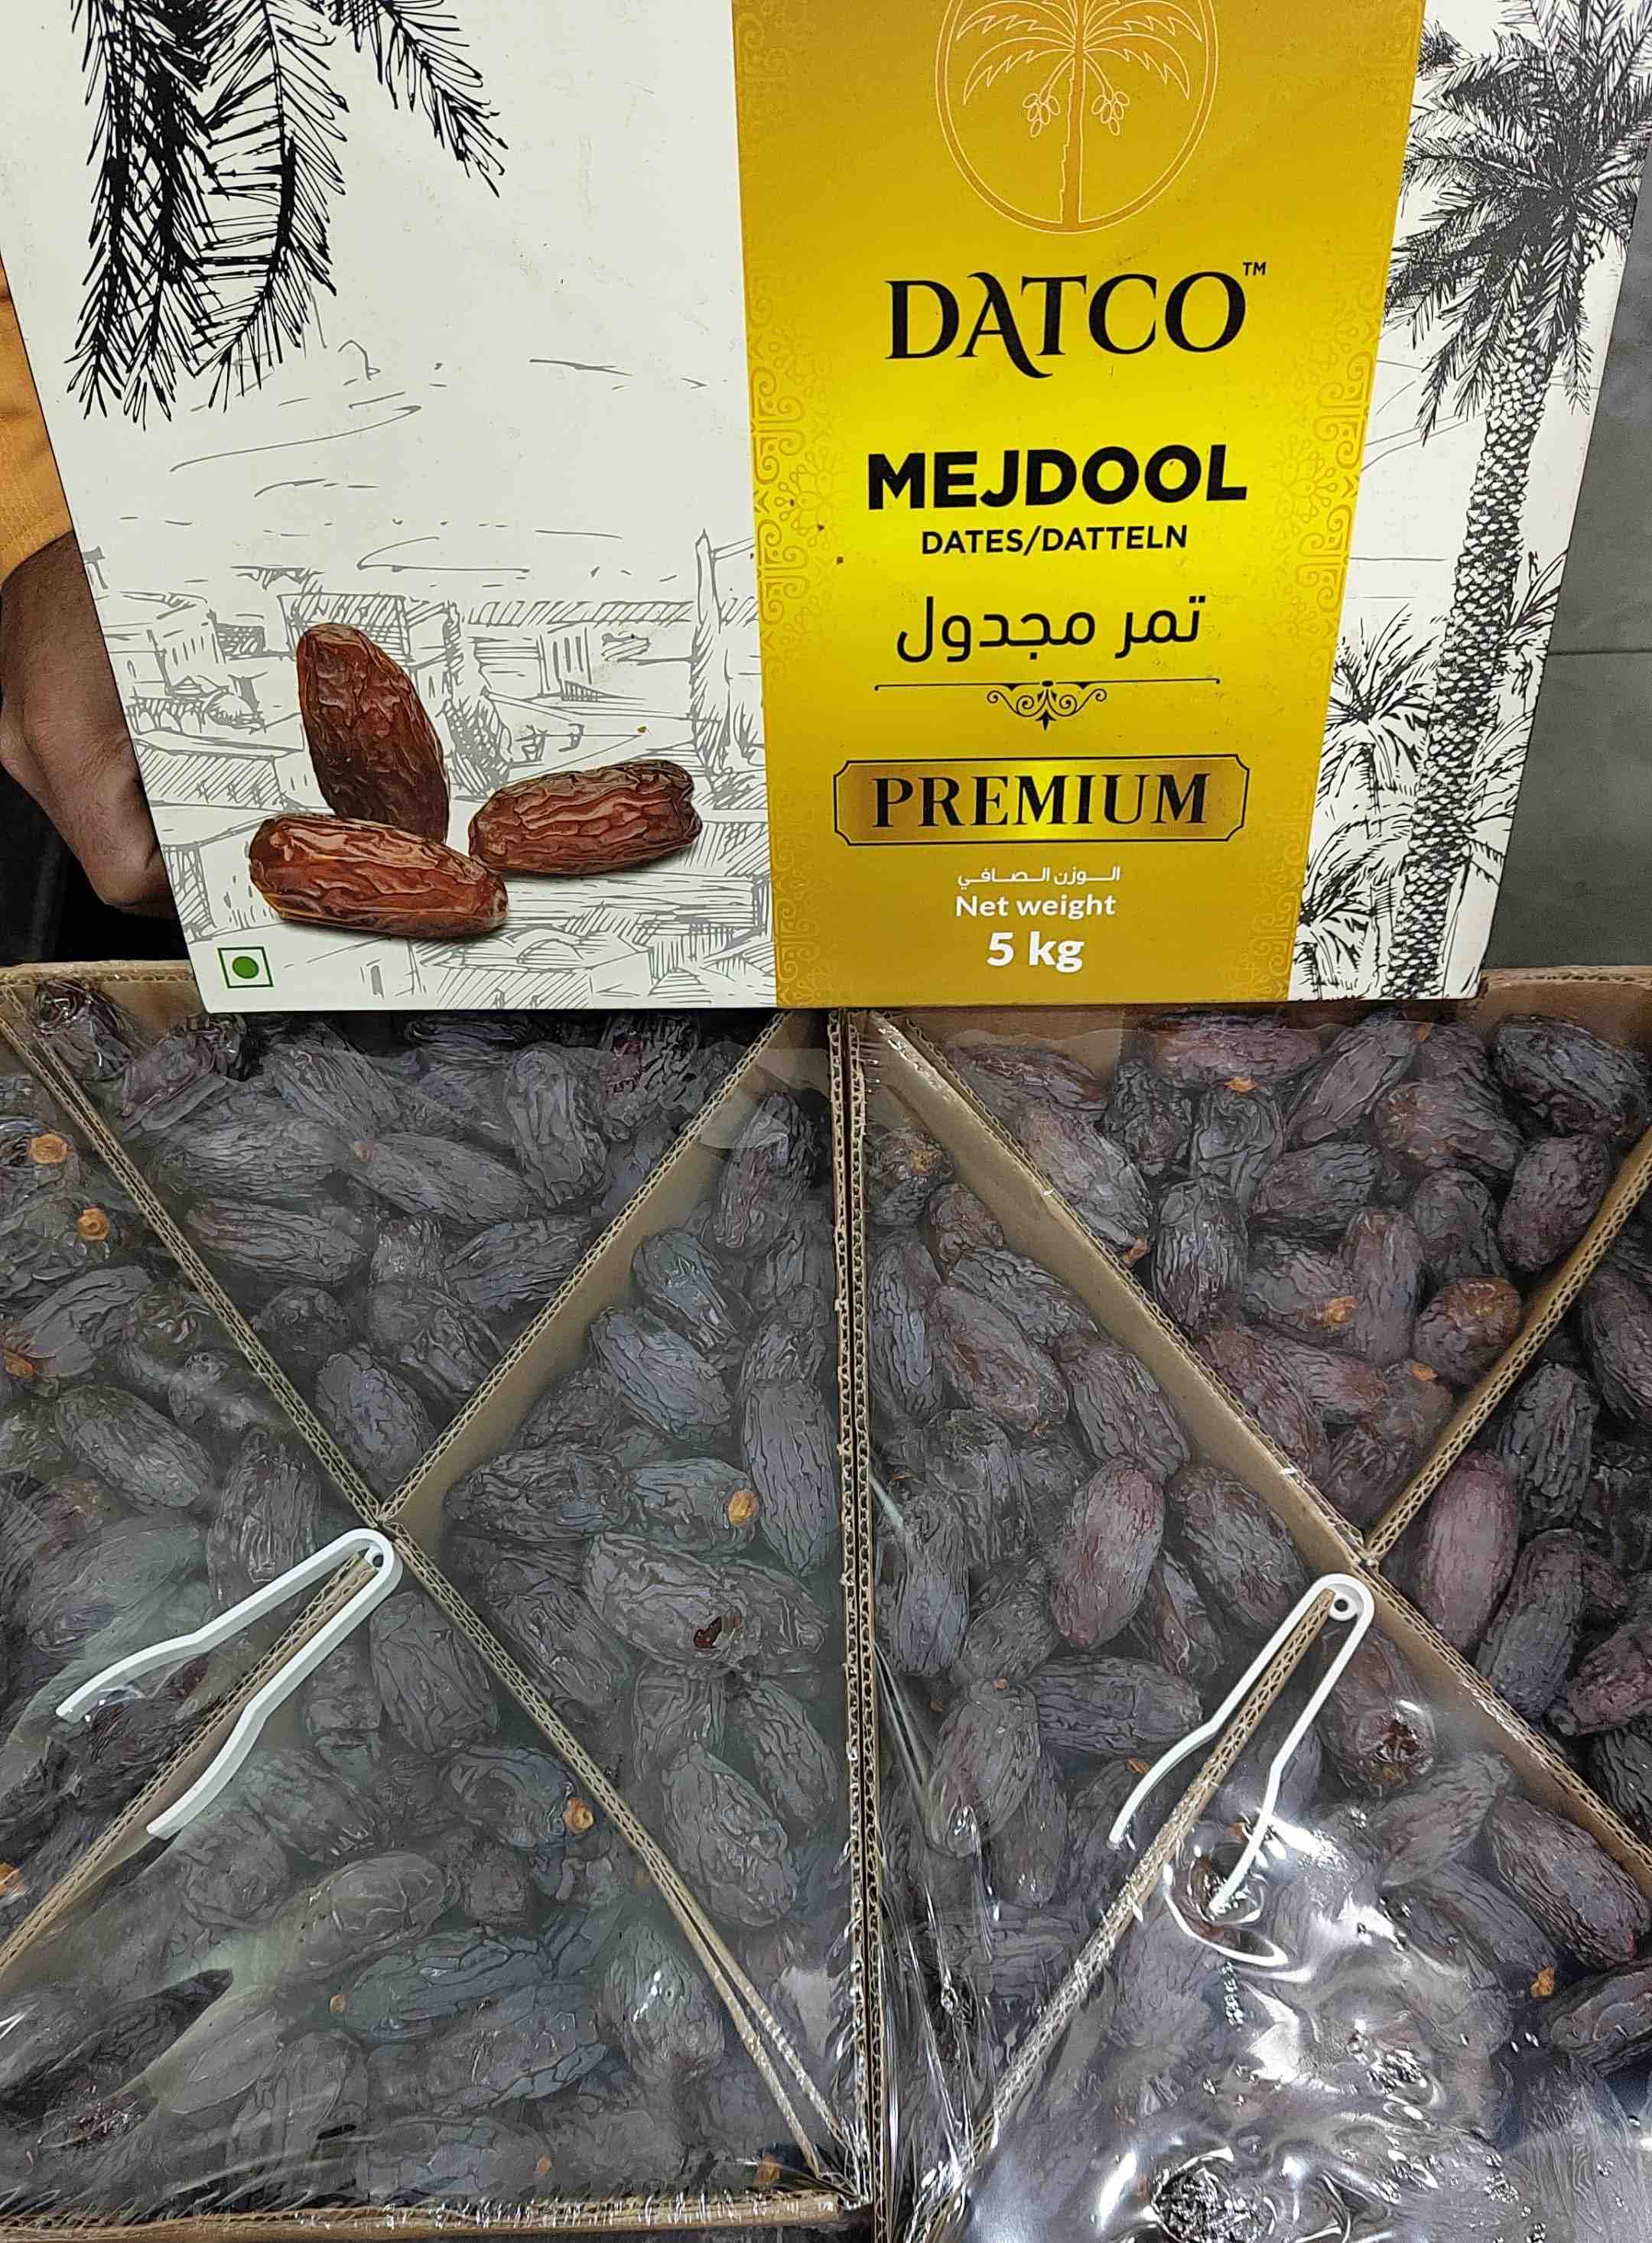 DATCO™
MEJDOOL
DATES/DATTELN
تمر مجدول
PREMIUM
الوزن الصافي
Net weight
5 kg